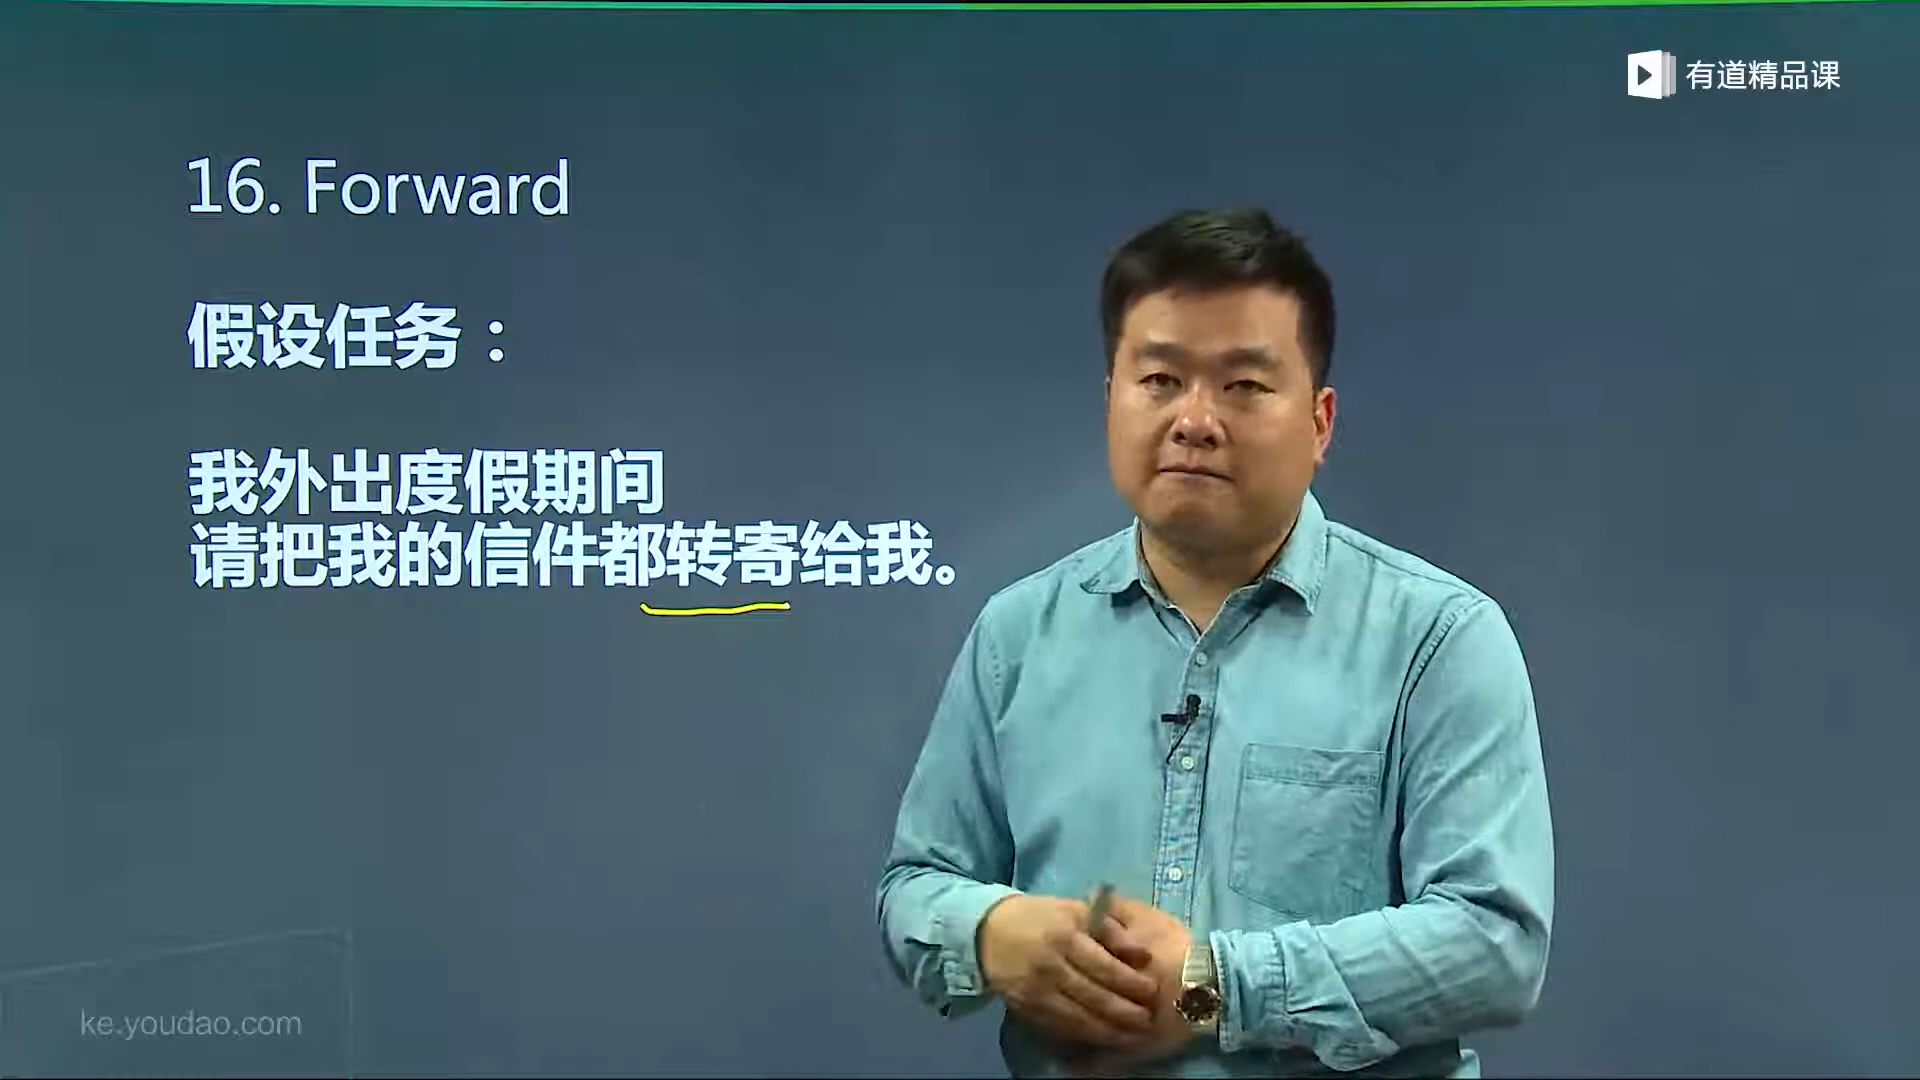 有道精品课
16. Forward
假设任务：
我外出度假期间
请把我的信件都转寄给我。
ke.youdao.com